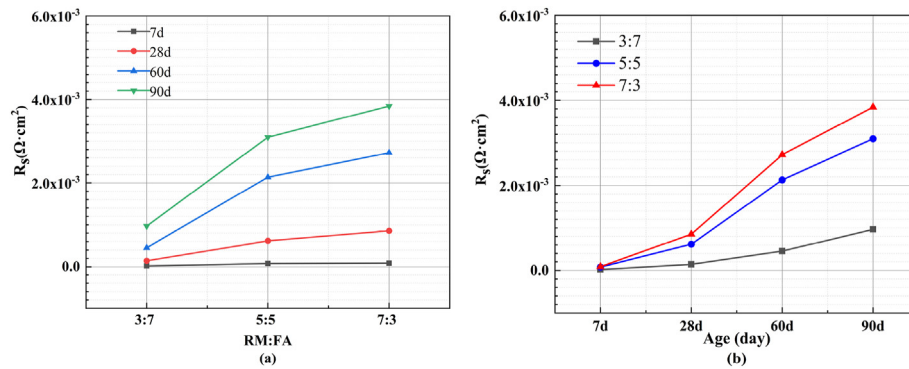 6.0x10⁻³
4.0x10⁻³
2.0x10⁻³
0.0
Rs(Ω·cm²)
7d
28d
60d
90d
3:7
5:5
7:3
RM:FA
(a)
6.0x10⁻³
4.0x10⁻³
2.0x10⁻³
0.0
Rs(Ω·cm²)
3:7
5:5
7:3
7d
28d
60d
90d
Age (day)
(b)